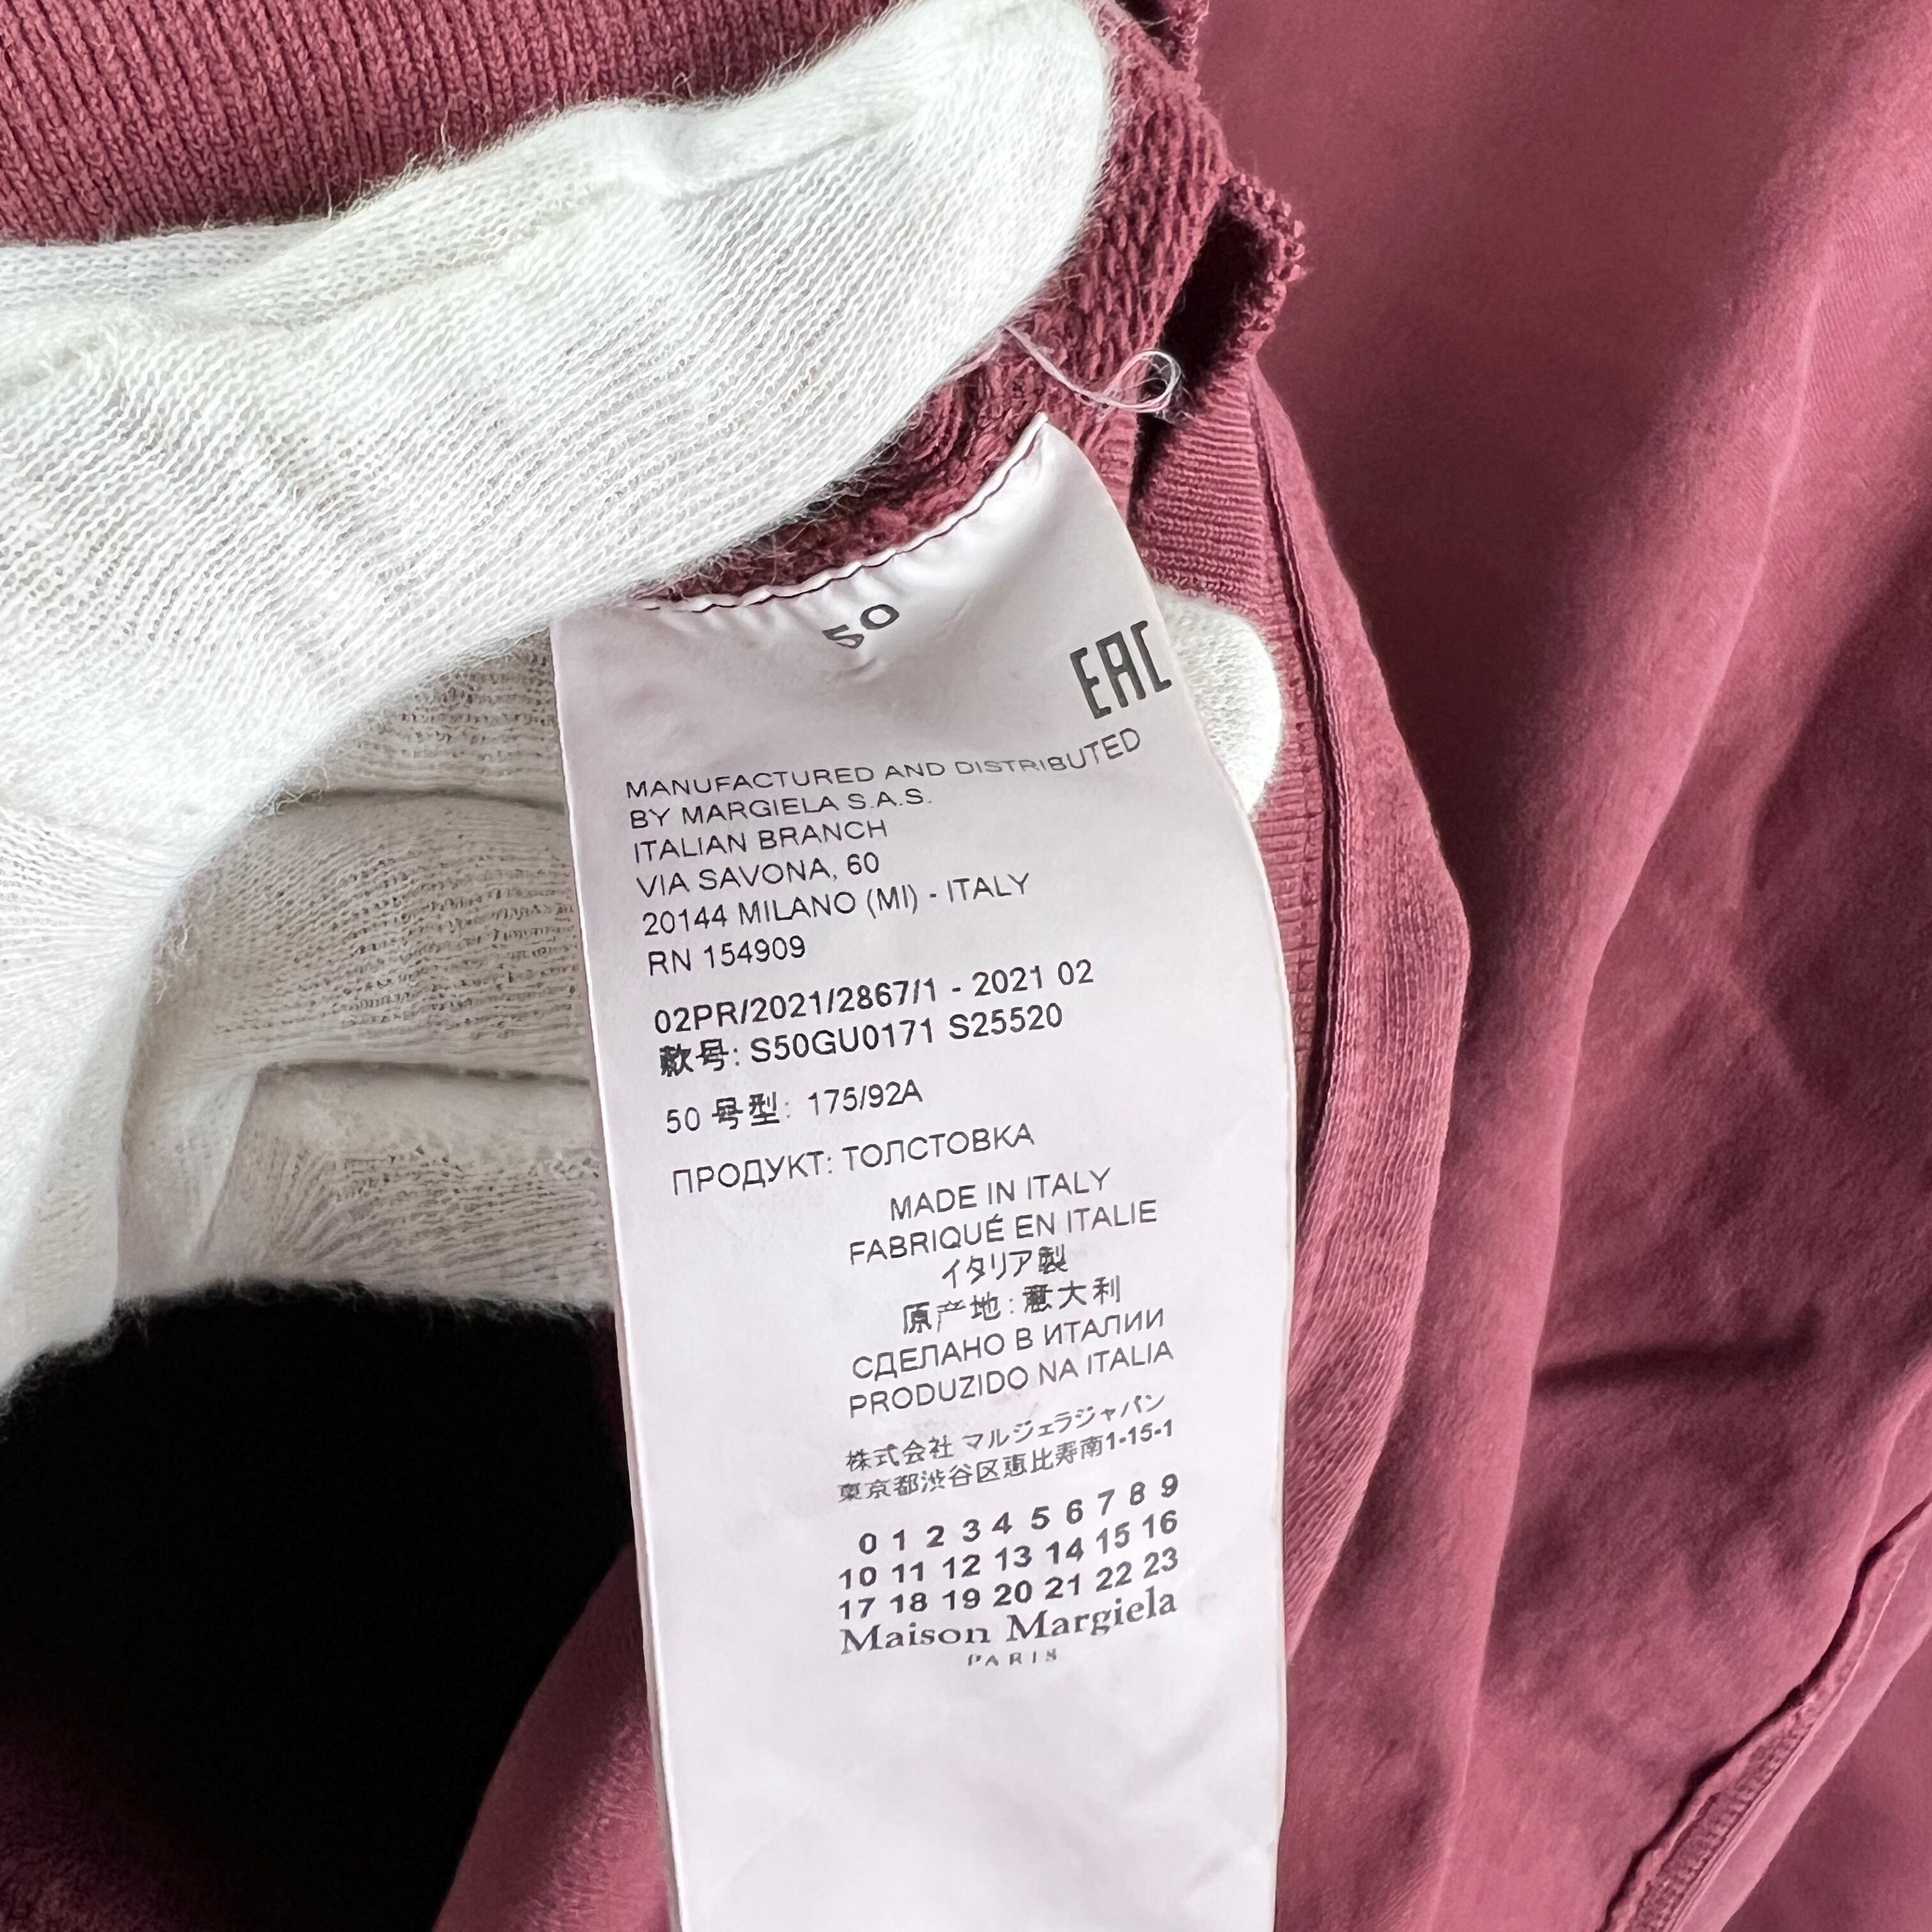 50
EAC
MANUFACTURED AND DISTRIBUTED
BY MARGIELA S.A.S.
ITALIAN BRANCH
VIA SAVONA, 60
20144 MILANO (MI) - ITALY
RN 154909
02PR/2021/2867/1 - 2021 02
款号: S50GU0171 S25520
50 号型: 175/92A
ПРОДУКТ: ТОЛСТОВКА
MADE IN ITALY
FABRIQUÉ EN ITALIE
イタリア製
原产地: 意大利
СДЕЛАНО В ИТАЛИИ
PRODUZIDO NA ITALIA
株式会社 マルジェラジャパン
東京都渋谷区恵比寿南1-15-1
0 1 2 3 4 5 6 7 8 9
10 11 12 13 14 15 16
17 18 19 20 21 22 23
Maison Margiela
PARIS